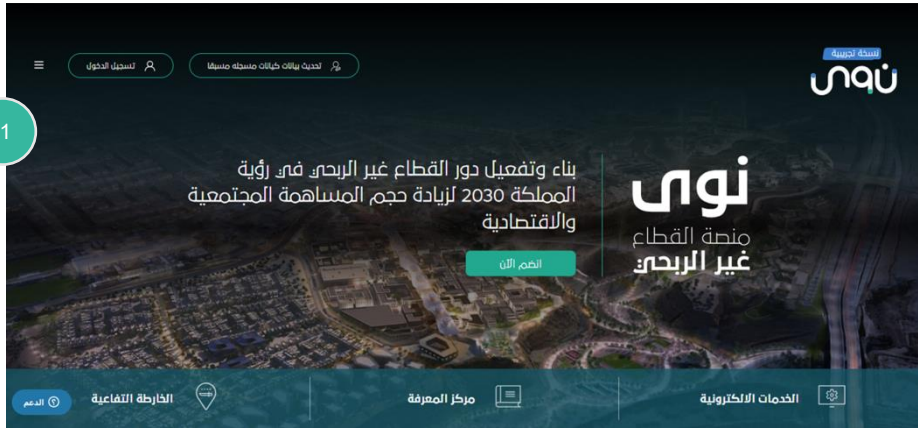 نسخة تجريبية
نوى
تحديث بيانات كيانات مسجله مسبقا
تسجيل الدخول
1
نوى
منصة القطاع
غير الربحي
بناء وتفعيل دور القطاع غير الربحي في رؤية
المملكة 2030 لزيادة حجم المساهمة المجتمعية
والاقتصادية
انضم الآن
الخدمات الالكترونية
مركز المعرفة
الخارطة التفاعية
الدعم